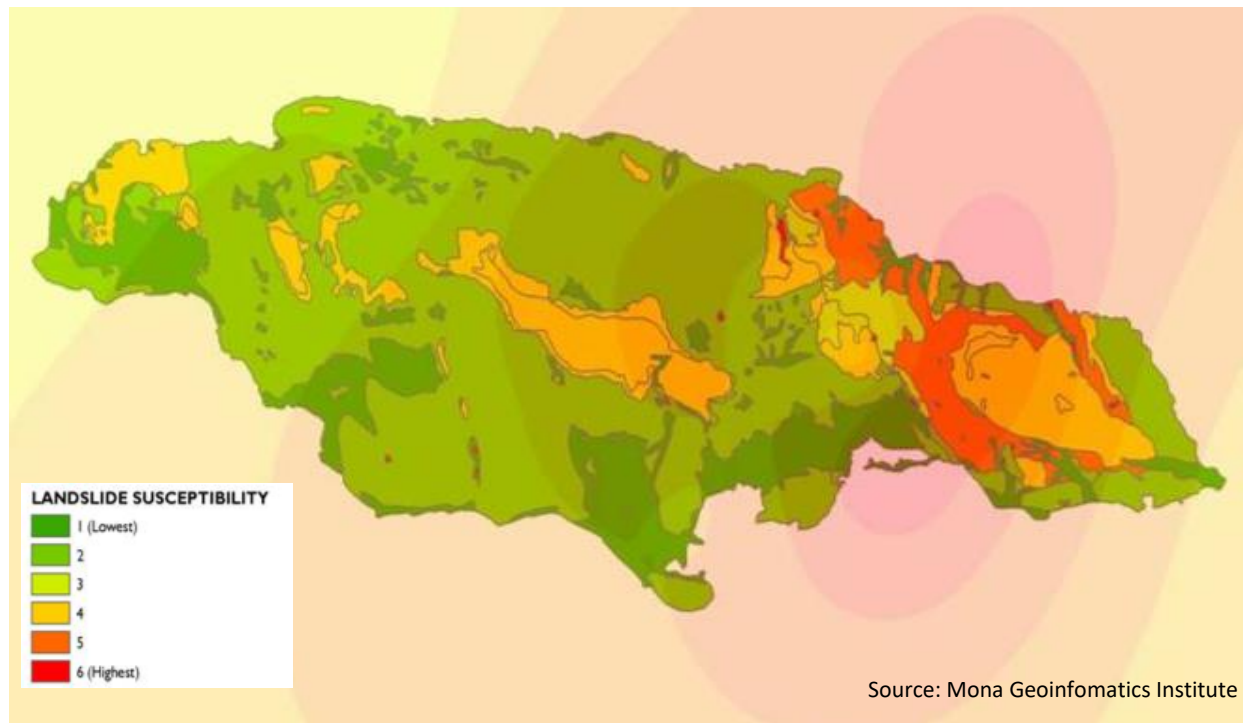 LANDSLIDE SUSCEPTIBILITY
1 (Lowest)
2
3
4
5
6 (Highest)
Source: Mona Geoinfomatics Institute